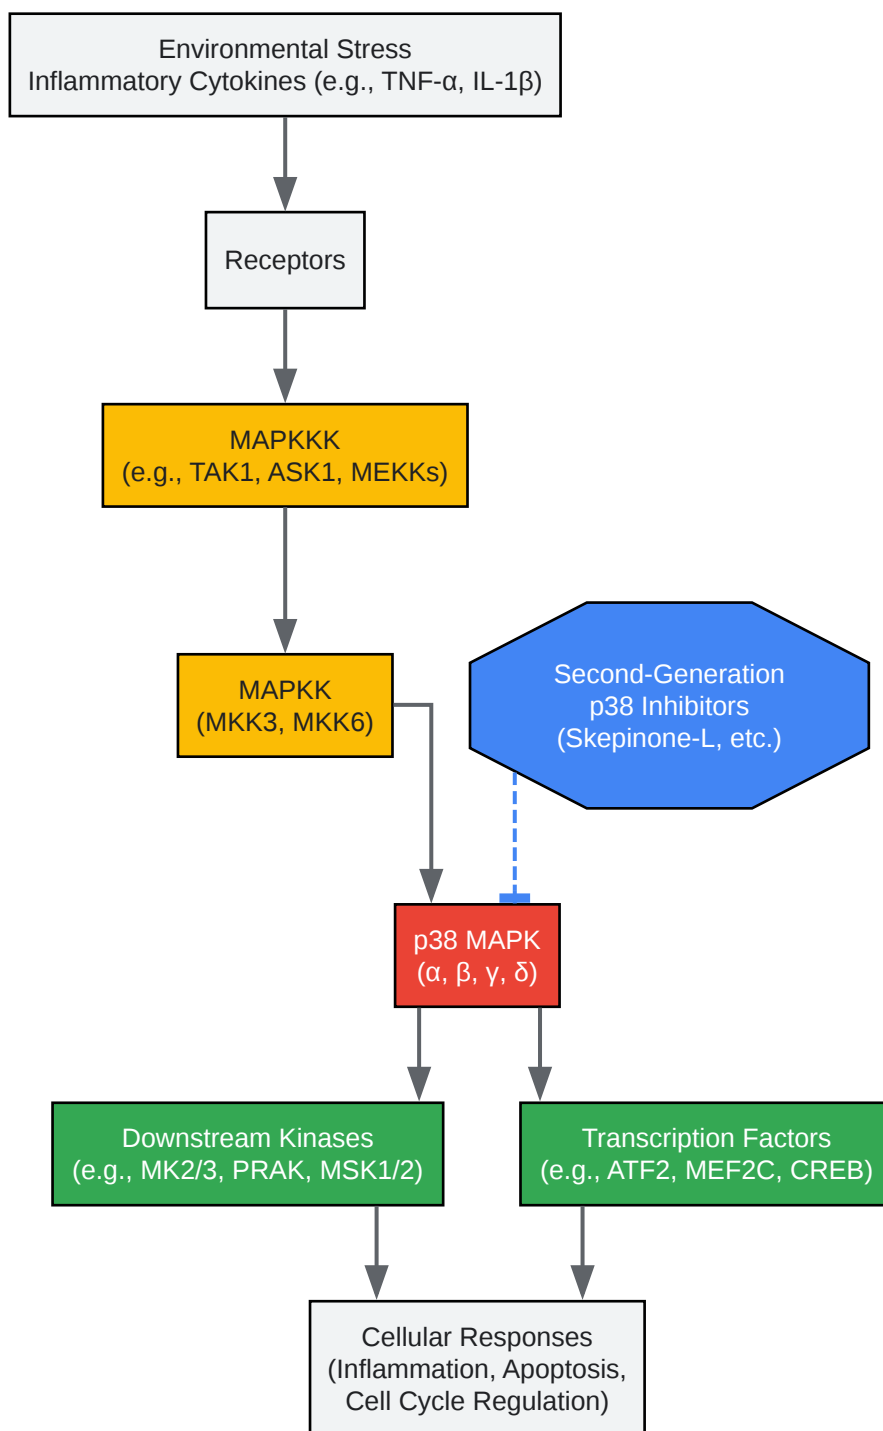 Environmental Stress
Inflammatory Cytokines (e.g., TNF-α, IL-1β)
Receptors
MAPKKK
(e.g., TAK1, ASK1, MEKKs)
MAPKK
(MKK3, MKK6)
Second-Generation
p38 Inhibitors
(Skepinone-L, etc.)
p38 MAPK
(α, β, γ, δ)
Downstream Kinases
(e.g., MK2/3, PRAK, MSK1/2)
Transcription Factors
(e.g., ATF2, MEF2C, CREB)
Cellular Responses
(Inflammation, Apoptosis,
Cell Cycle Regulation)